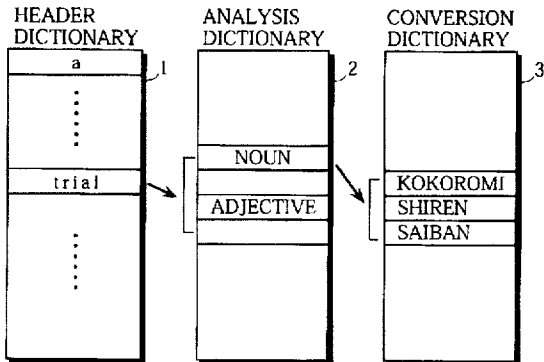 HEADER
DICTIONARY
1
a
trial
ANALYSIS
DICTIONARY
2
NOUN
ADJECTIVE
CONVERSION
DICTIONARY
3
KOKOROMI
SHIREN
SAIBAN